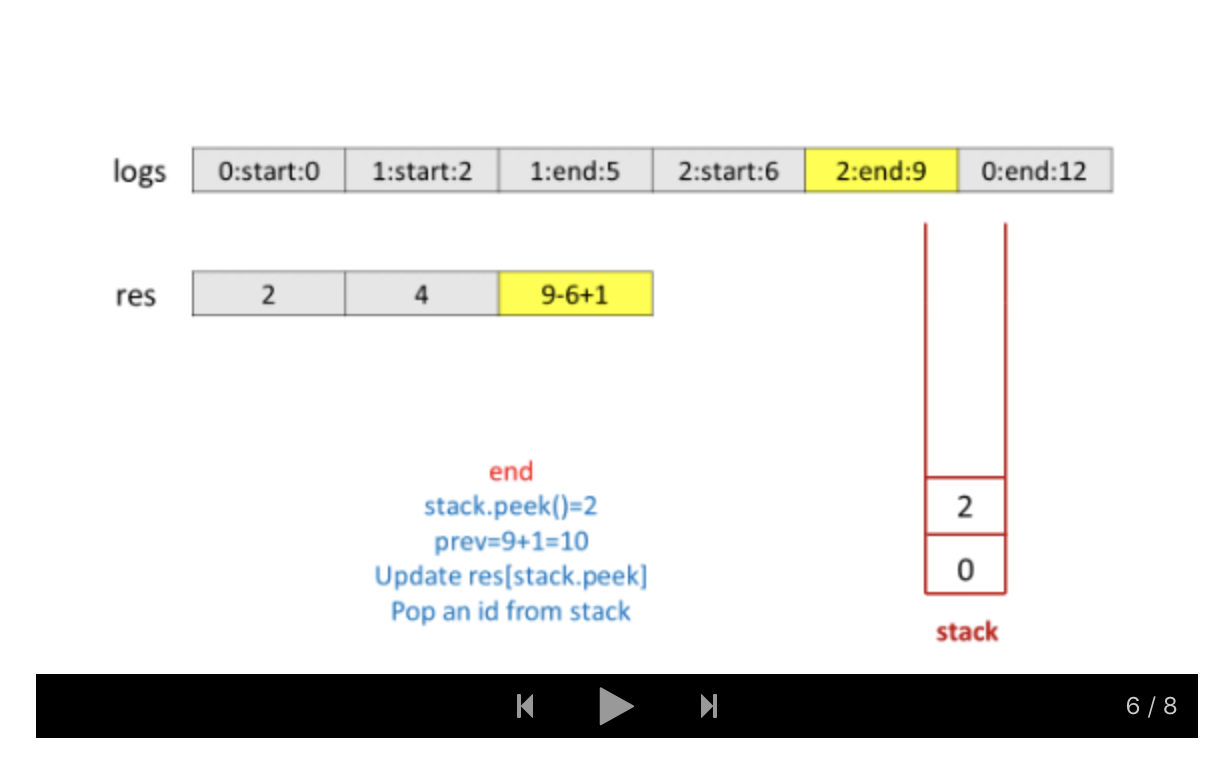 logs 0:start:0 1:start:2 1:end:5 2:start:6 2:end:9 0:end:12
res 2 4 9-6+1
end
stack.peek()=2
prev=9+1=10
Update res[stack.peek]
Pop an id from stack
2
0
stack
6 / 8